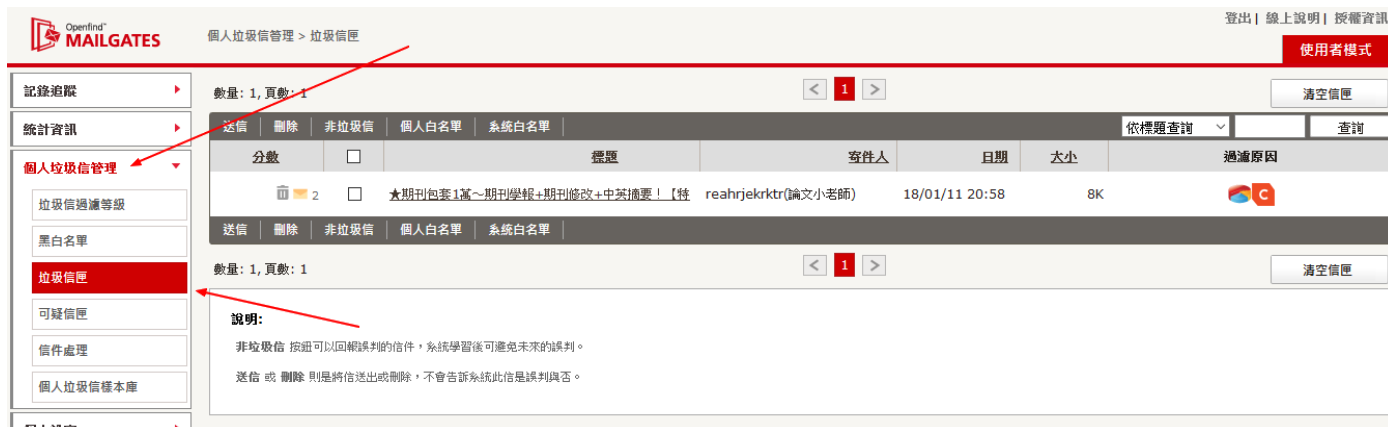 Openfind™
MAILGATES
個人垃圾信管理 > 垃圾信匣
登出 | 線上說明 | 授權資訊
使用者模式
記錄追蹤
統計資訊
個人垃圾信管理
垃圾信過濾等級
黑白名單
垃圾信匣
可疑信匣
信件處理
個人垃圾信樣本庫
數量: 1, 頁數: 1
< 1 >
清空信匣
送信 | 刪除 | 非垃圾信 | 個人白名單 | 系統白名單 |
依標題查詢 查詢
分數 標題 寄件人 日期 大小 過濾原因
2 ★期刊包套1萬～期刊學報+期刊修改+中英摘要！【特 reahrjekrktr(論文小老師) 18/01/11 20:58 8K C
送信 | 刪除 | 非垃圾信 | 個人白名單 | 系統白名單 |
數量: 1, 頁數: 1
< 1 >
清空信匣
說明:
非垃圾信 按鈕可以回報誤判的信件，系統學習後可避免未來的誤判。
送信 或 刪除 則是將信送出或刪除，不會告訴系統此信是誤判與否。